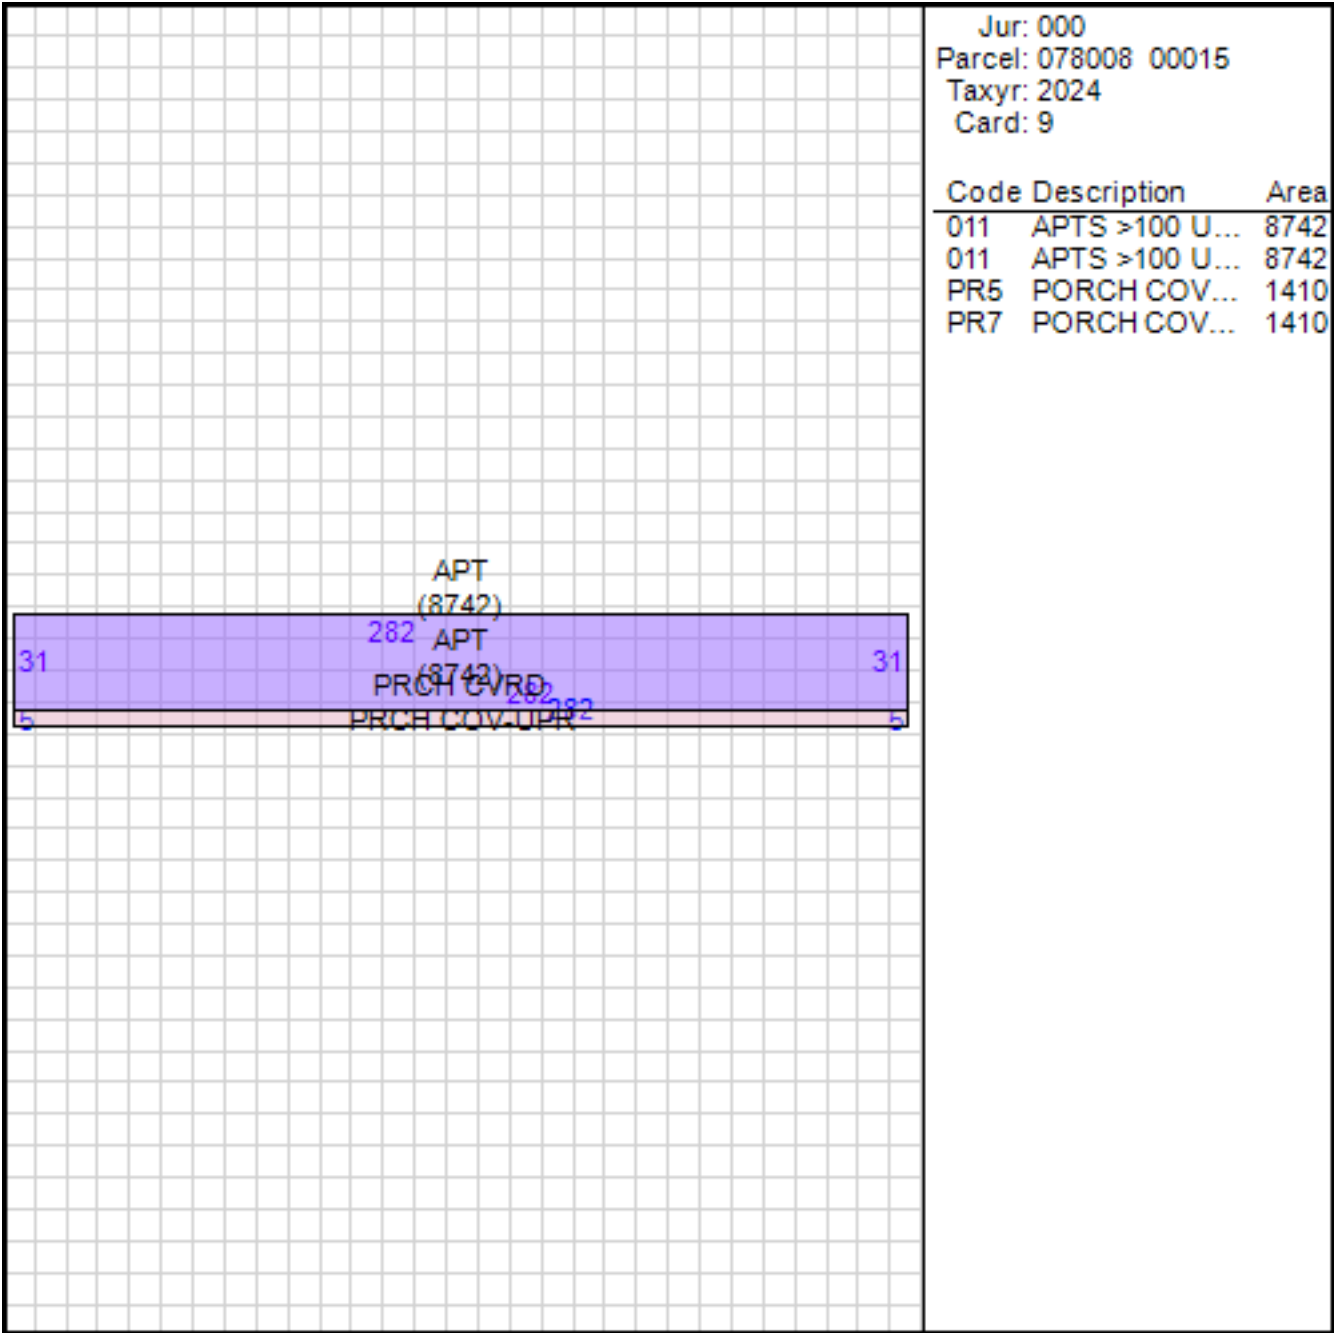 Jur: 000
Parcel: 078008 00015
Taxyr: 2024
Card: 9
Code Description Area
011 APTS >100 U... 8742
011 APTS >100 U... 8742
PR5 PORCH COV... 1410
PR7 PORCH COV... 1410
APT
(8742)
282
APT
31
31
(8742)
PRCH CVRD
282
282
5
PRCH COV-UPR
5